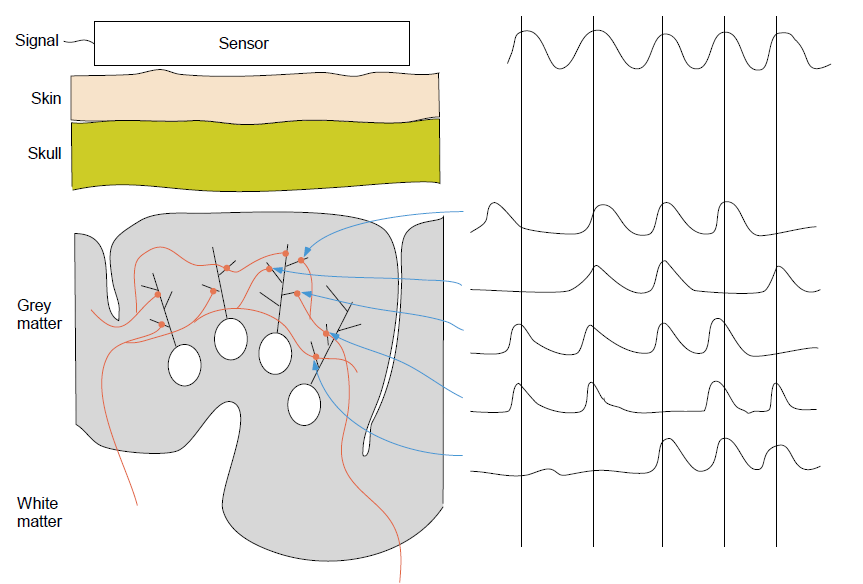 Signal
Sensor
Skin
Skull
Grey
matter
White
matter